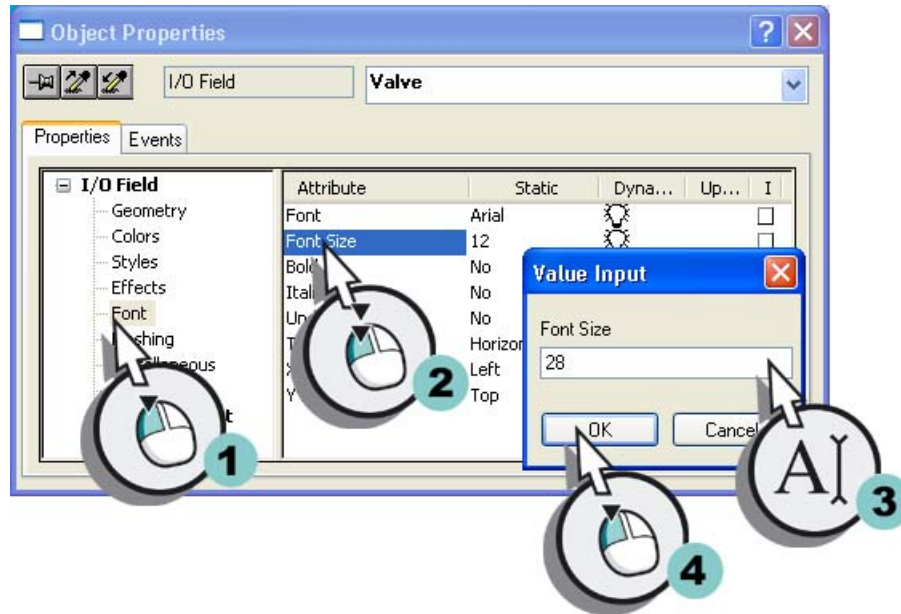 Object Properties
I/O Field Valve
Properties Events
I/O Field
Geometry
Colors
Styles
Effects
Font
Attribute Static Dyna... Up... I
Font Arial
Font Size 12
No
No
No
Left
Top
Value Input
Font Size
28
OK
1
2
3
4
A